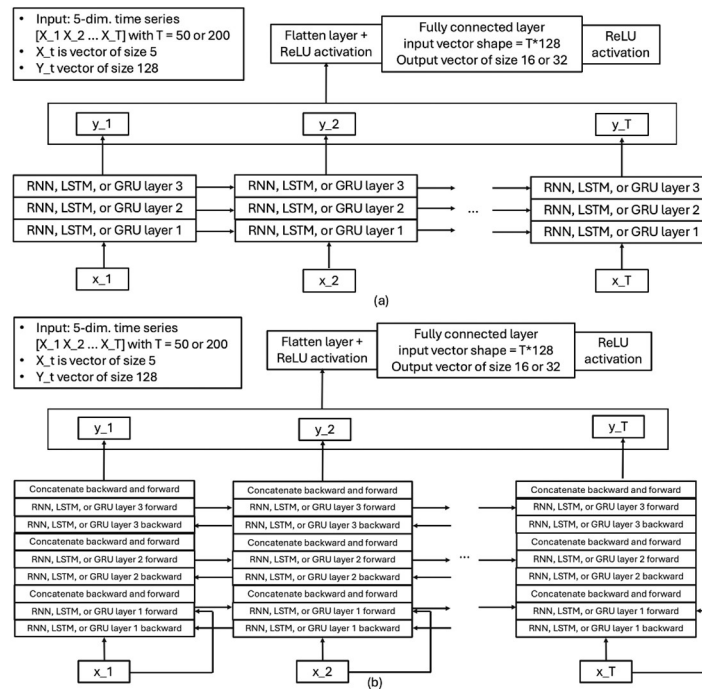 • Input: 5-dim. time series
[X_1 X_2 ... X_T] with T = 50 or 200
• X_t is vector of size 5
• Y_t vector of size 128
Flatten layer +
ReLU activation
Fully connected layer
input vector shape = T*128
Output vector of size 16 or 32
ReLU
activation
y_1
y_2
y_T
RNN, LSTM, or GRU layer 3
RNN, LSTM, or GRU layer 2
RNN, LSTM, or GRU layer 1
RNN, LSTM, or GRU layer 3
RNN, LSTM, or GRU layer 2
RNN, LSTM, or GRU layer 1
...
RNN, LSTM, or GRU layer 3
RNN, LSTM, or GRU layer 2
RNN, LSTM, or GRU layer 1
x_1
x_2
x_T
(a)
• Input: 5-dim. time series
[X_1 X_2 ... X_T] with T = 50 or 200
• X_t is vector of size 5
• Y_t vector of size 128
Flatten layer +
ReLU activation
Fully connected layer
input vector shape = T*128
Output vector of size 16 or 32
ReLU
activation
y_1
y_2
y_T
Concatenate backward and forward
RNN, LSTM, or GRU layer 3 forward
RNN, LSTM, or GRU layer 3 backward
Concatenate backward and forward
RNN, LSTM, or GRU layer 2 forward
RNN, LSTM, or GRU layer 2 backward
Concatenate backward and forward
RNN, LSTM, or GRU layer 1 forward
RNN, LSTM, or GRU layer 1 backward
Concatenate backward and forward
RNN, LSTM, or GRU layer 3 forward
RNN, LSTM, or GRU layer 3 backward
Concatenate backward and forward
RNN, LSTM, or GRU layer 2 forward
RNN, LSTM, or GRU layer 2 backward
Concatenate backward and forward
RNN, LSTM, or GRU layer 1 forward
RNN, LSTM, or GRU layer 1 backward
...
Concatenate backward and forward
RNN, LSTM, or GRU layer 3 forward
RNN, LSTM, or GRU layer 3 backward
Concatenate backward and forward
RNN, LSTM, or GRU layer 2 forward
RNN, LSTM, or GRU layer 2 backward
Concatenate backward and forward
RNN, LSTM, or GRU layer 1 forward
RNN, LSTM, or GRU layer 1 backward
x_1
x_2
x_T
(b)